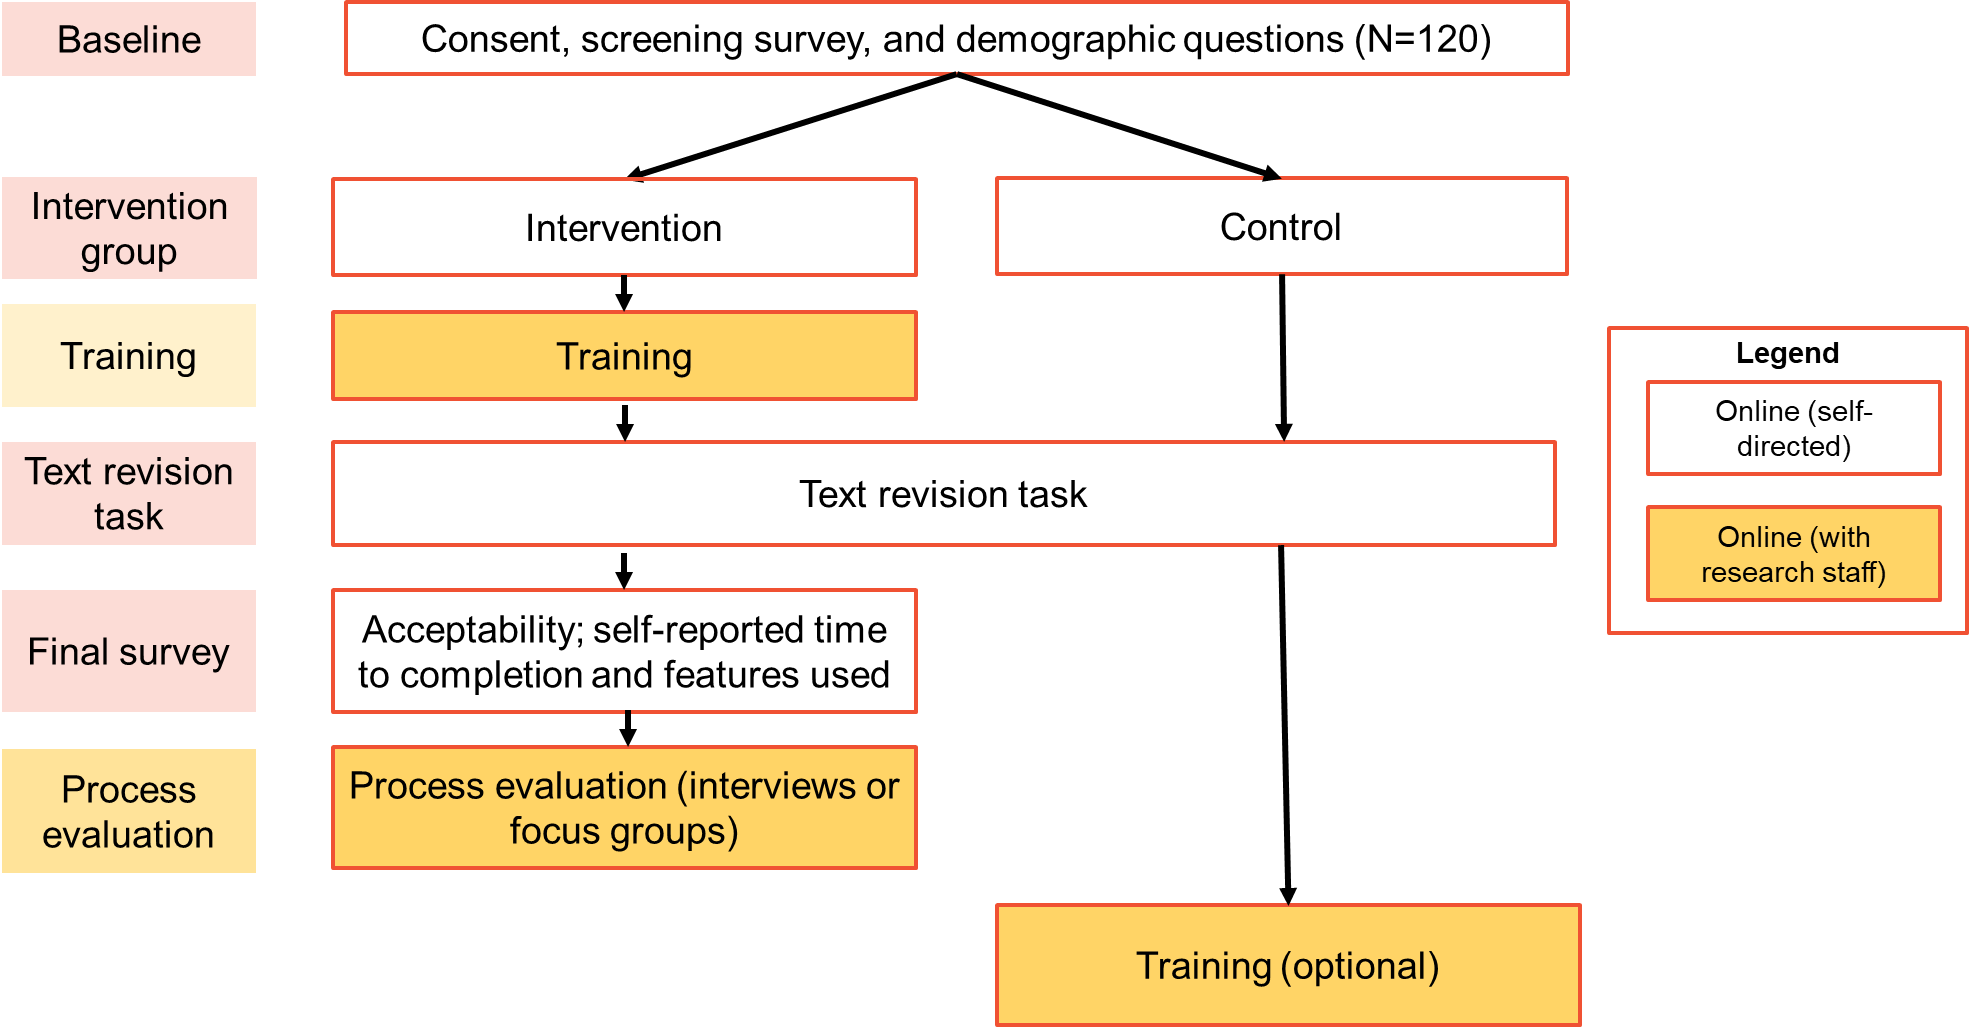 Baseline
Consent, screening survey, and demographic questions (N=120)
Intervention
group
Intervention
Control
Training
Training
Legend
Online (self-
directed)
Online (with
research staff)
Text revision
task
Text revision task
Final survey
Acceptability; self-reported time
to completion and features used
Process
evaluation
Process evaluation (interviews or
focus groups)
Training (optional)